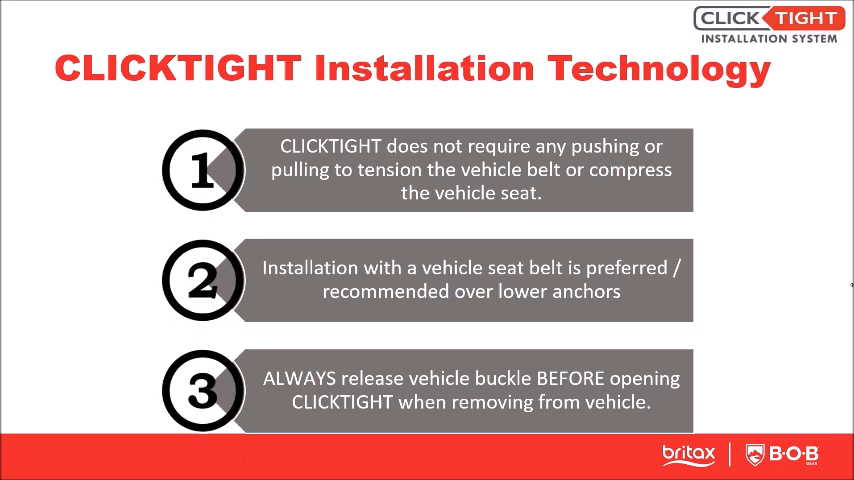 CLICK TIGHT
INSTALLATION SYSTEM
CLICKTIGHT Installation Technology
1
CLICKTIGHT does not require any pushing or
pulling to tension the vehicle belt or compress
the vehicle seat.
2
Installation with a vehicle seat belt is preferred /
recommended over lower anchors
3
ALWAYS release vehicle buckle BEFORE opening
CLICKTIGHT when removing from vehicle.
britax
B·O·B
GEAR